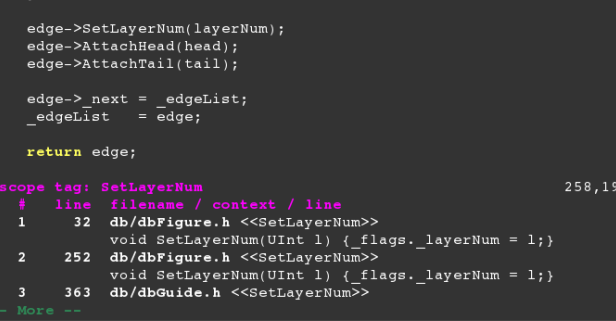 edge->SetLayerNum(layerNum);
edge->AttachHead(head);
edge->AttachTail(tail);
edge->_next = _edgeList;
_edgeList = edge;
return edge;
scope tag: SetLayerNum 258,19
# line filename / context / line
1 32 db/dbFigure.h <<SetLayerNum>>
void SetLayerNum(UInt l) {_flags._layerNum = l;}
2 252 db/dbFigure.h <<SetLayerNum>>
void SetLayerNum(UInt l) {_flags._layerNum = l;}
3 363 db/dbGuide.h <<SetLayerNum>>
- More --